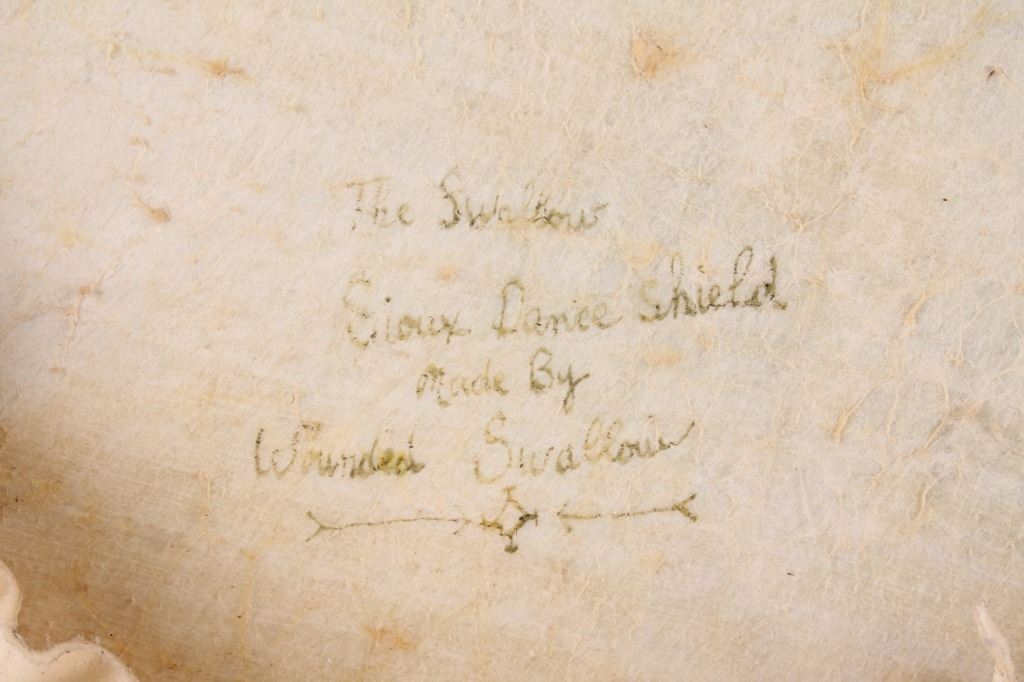 The Swallow
Sioux Dance Shield
Made By
Wounded Swallow